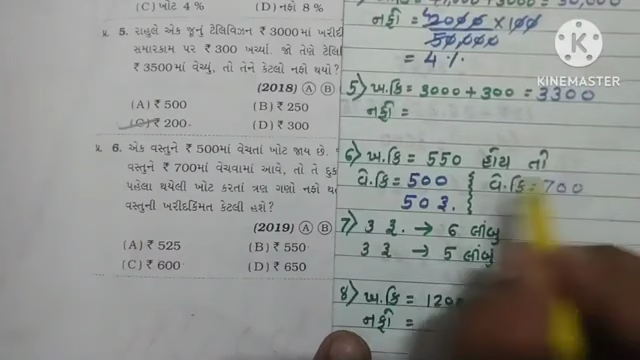 (C) ખોટ 4 %
(D) નફો 8 %
5. રાહુલે એક જૂનું ટેલિવિઝન ₹ 3000માં ખરીદી
સમારકામ પર ₹ 300 ખર્ચ્યા. જો તેણે ટેલિ
₹ 3500માં વેચ્યું, તો તેને કેટલો નફો થયો?
(2018) (A) (B)
(A) ₹ 500
(B) ₹ 250
(C) ₹ 200
(D) ₹ 300
6. એક વસ્તુને ₹ 500માં વેચતાં ખોટ જાય છે.
વસ્તુને ₹ 700માં વેચવામાં આવે, તો તે દુક
પહેલા થયેલી ખોટ કરતાં ત્રણ ગણો નફો થ
વસ્તુની ખરીદકિંમત કેટલી હશે?
(2019) (A) (B)
(A) ₹ 525
(B) ₹ 550
(C) ₹ 600
(D) ₹ 650
નફો = 2000 × 100
50,000
= 4 %
5) ખ.કિ = 3000 + 300 = 3300
નફો =
6) ખ.કિ = 550 હોય તો
વે.કિ = 500 { વે.કિ = 700
50 રૂ.
7) 3 રૂ. → 6 લીંબુ
3 રૂ → 5 લીંબુ
8) ખ.કિ = 1200
નફો =
KINEMASTER